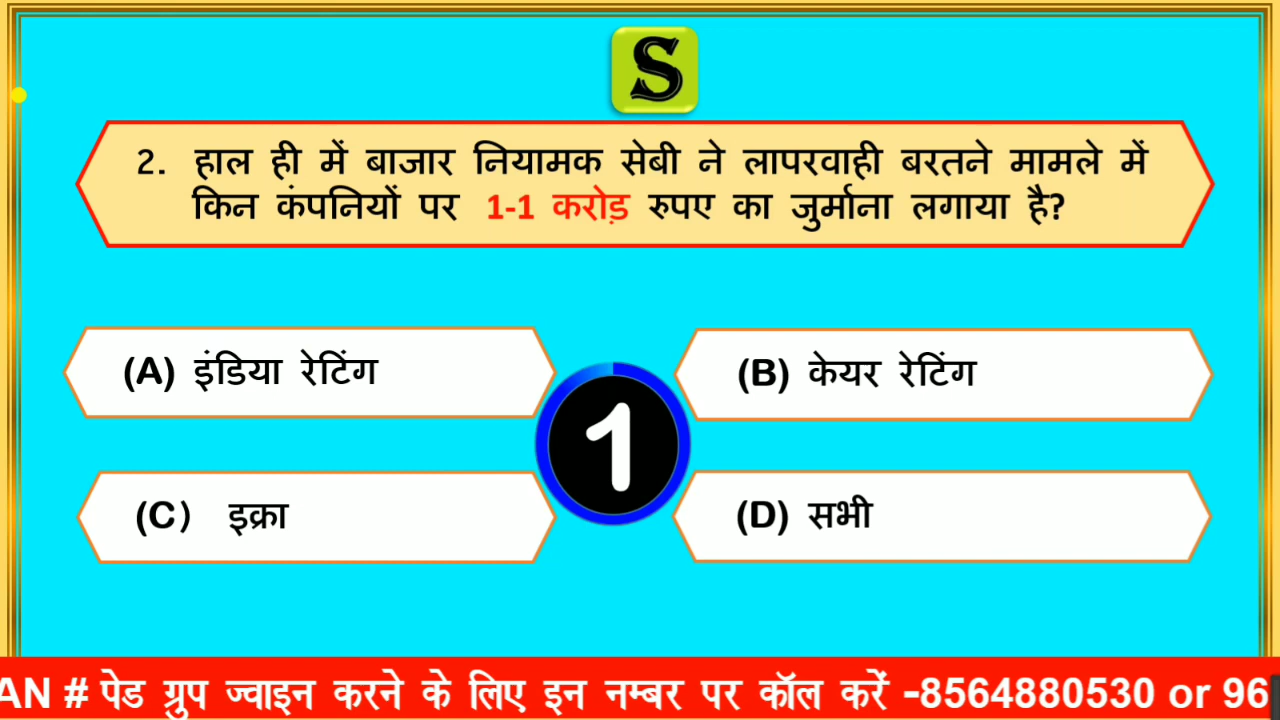 S
2. हाल ही में बाजार नियामक सेबी ने लापरवाही बरतने मामले में
किन कंपनियों पर 1-1 करोड़ रुपए का जुर्माना लगाया है?
(A) इंडिया रेटिंग
(B) केयर रेटिंग
1
(C) इक्रा
(D) सभी
AN # पेड ग्रुप ज्वाइन करने के लिए इन नम्बर पर कॉल करें -8564880530 or 96